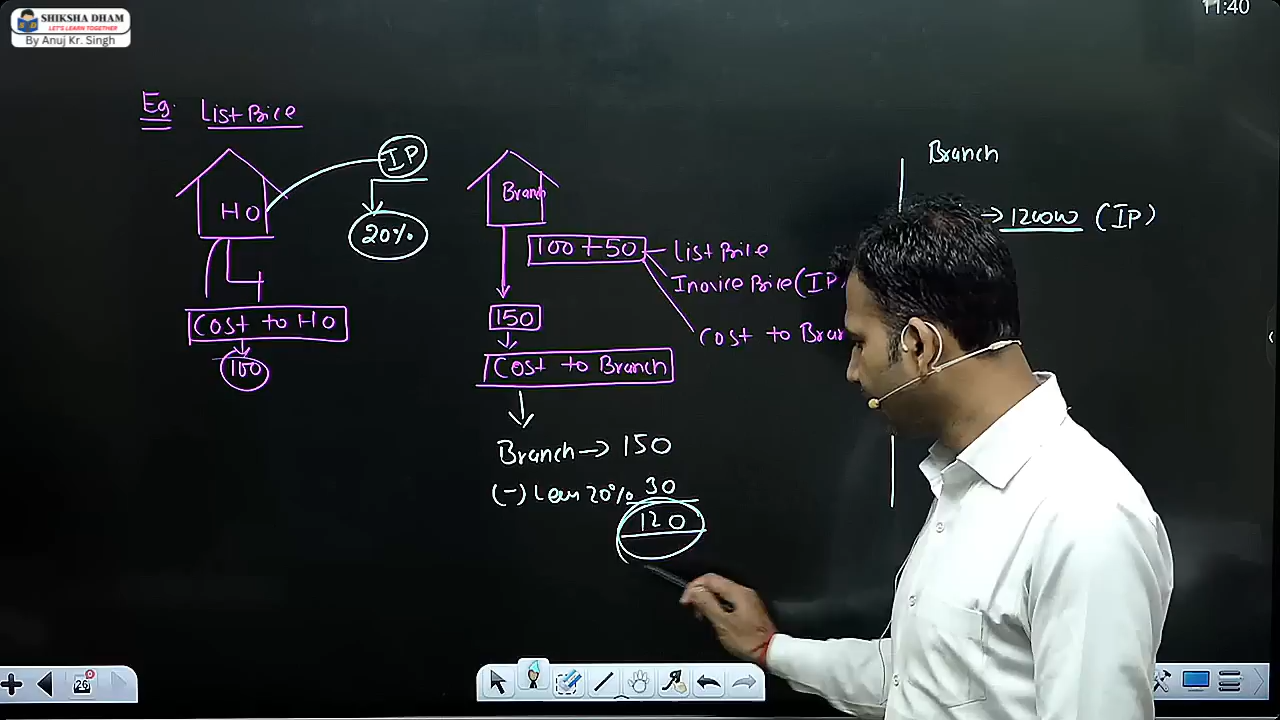 SHIKSHA DHAM
LET'S LEARN TOGETHER
By Anuj Kr. Singh
11:40
Eg. List Price
HO
IP
20%
Cost to HO
100
Branch
100+50
List Price
Invoice Price (IP
Cost to Bran
150
Cost to Branch
Branch → 150
(-) Less 20% 30
120
Branch
→ (IP)
26